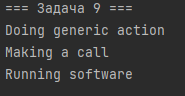 === Задача 9 ===
Doing generic action
Making a call
Running software